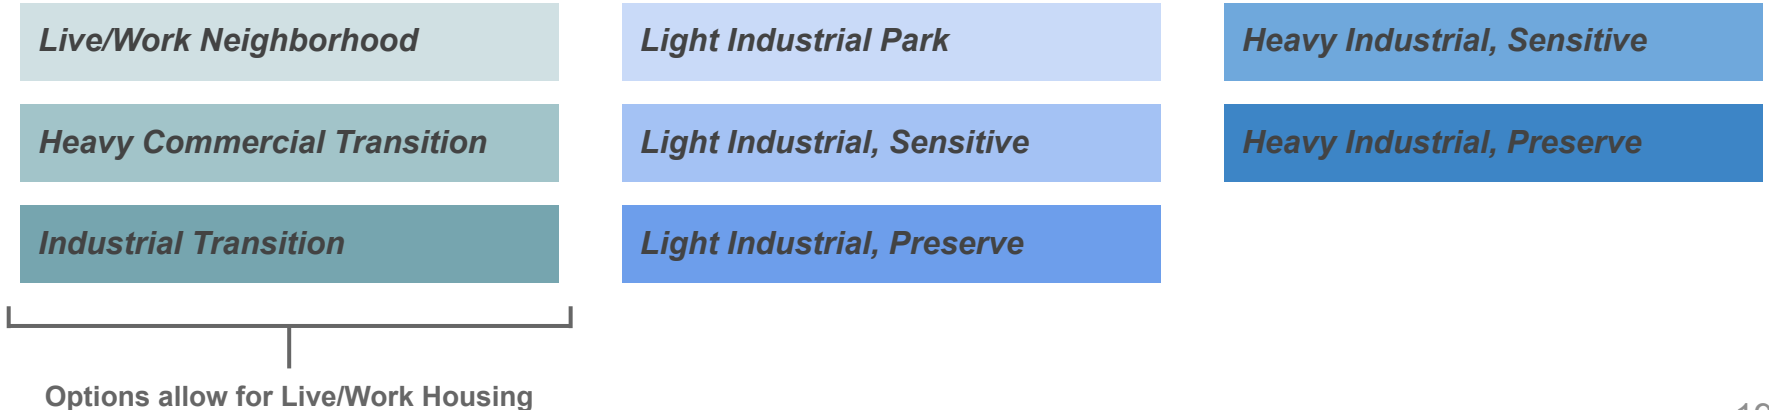 Live/Work Neighborhood
Heavy Commercial Transition
Industrial Transition
Light Industrial Park
Light Industrial, Sensitive
Light Industrial, Preserve
Heavy Industrial, Sensitive
Heavy Industrial, Preserve
Options allow for Live/Work Housing